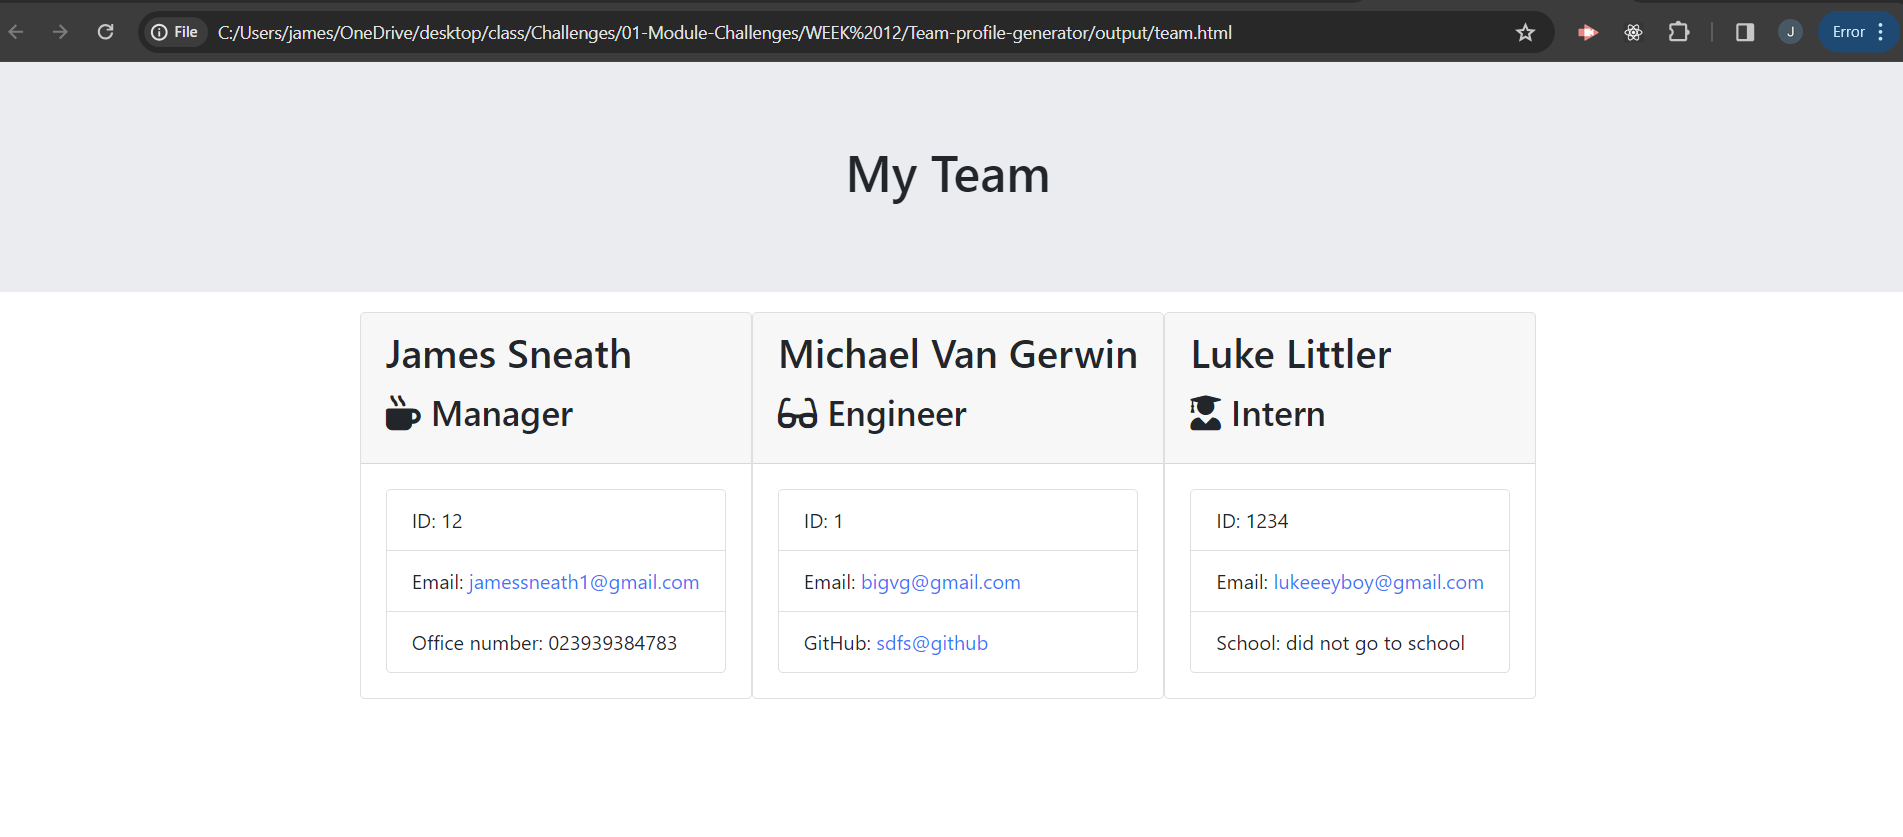 File C:/Users/james/OneDrive/desktop/class/Challenges/01-Module-Challenges/WEEK%2012/Team-profile-generator/output/team.html J Error
My Team
James Sneath
Manager
ID: 12
Email: jamessneath1@gmail.com
Office number: 023939384783
Michael Van Gerwin
Engineer
ID: 1
Email: bigvg@gmail.com
GitHub: sdfs@github
Luke Littler
Intern
ID: 1234
Email: lukeeeyboy@gmail.com
School: did not go to school